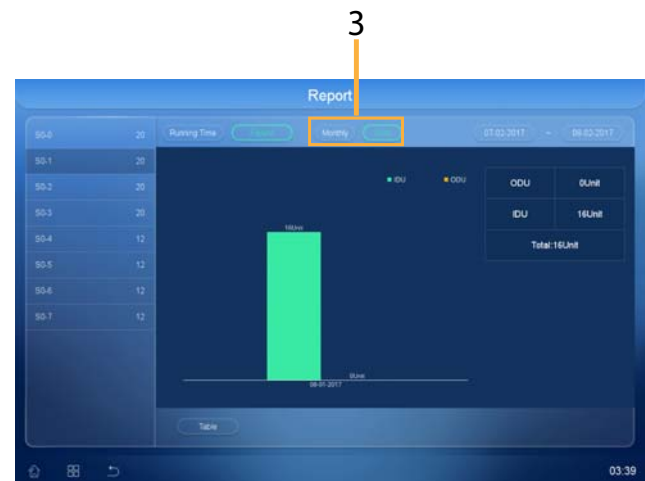 3
Report
S0-0 20
Running Time
Monthly
07-02-2017 ~ 08-02-2017
S0-1 20
S0-2 20
S0-3 20
S0-4 12
S0-5 12
S0-6 12
S0-7 12
IDU ODU
ODU 0Unit
IDU 16Unit
Total:16Unit
16Unit
0Unit
08-01-2017
Table
03:39